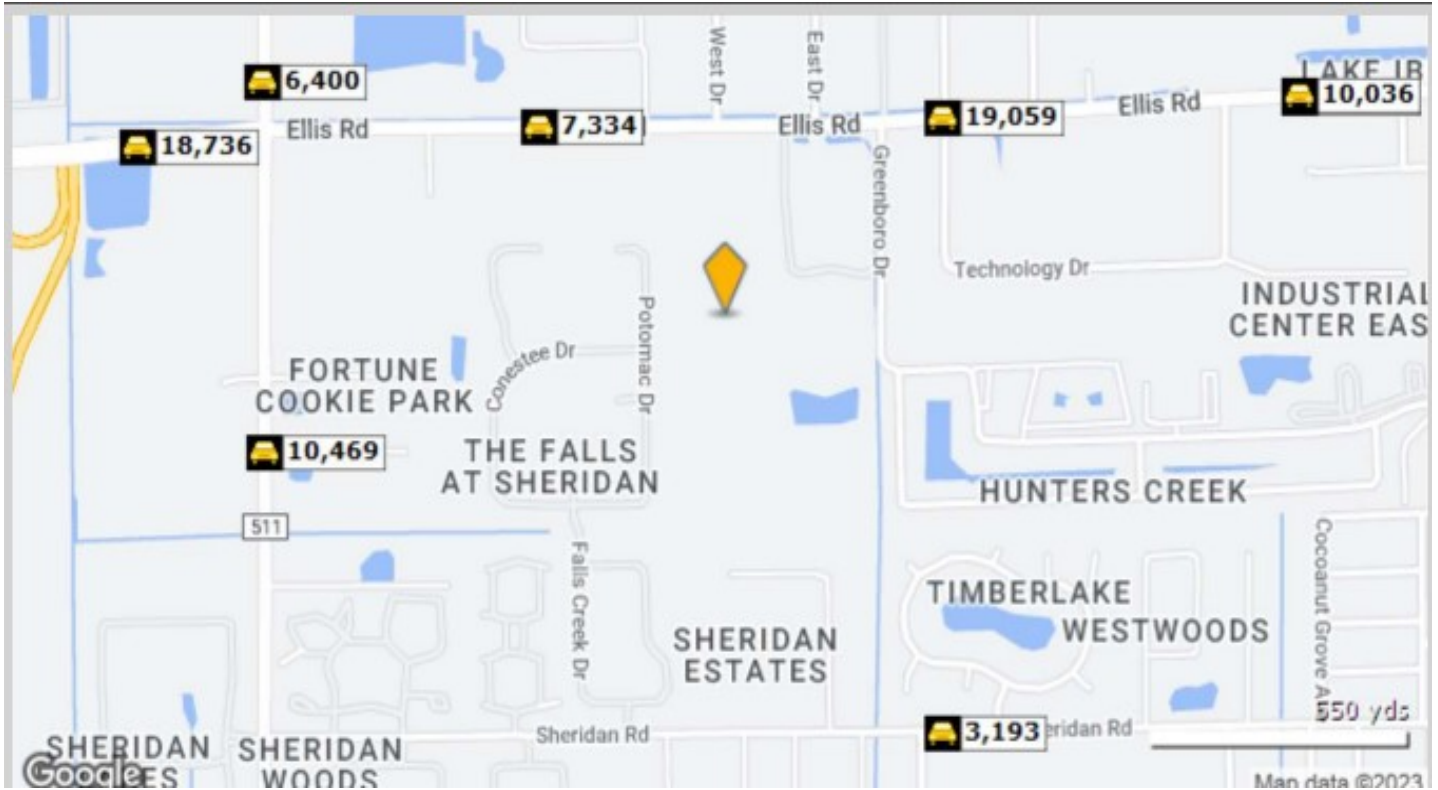 West Dr
East Dr
LAKE IB
6,400
10,036
Ellis Rd
19,059
7,334
Ellis Rd
Ellis Rd
18,736
Greenboro Dr
Technology Dr
INDUSTRIAL
CENTER EAS
Potomac Dr
Conestee Dr
FORTUNE
COOKIE PARK
10,469
THE FALLS
AT SHERIDAN
HUNTERS CREEK
511
Falls Creek Dr
Cocoanut Grove A
TIMBERLAKE
WESTWOODS
SHERIDAN
ESTATES
550 yds
Sheridan Rd
3,193
eridan Rd
SHERIDAN
ES
SHERIDAN
WOODS
Google
Map data ©2023